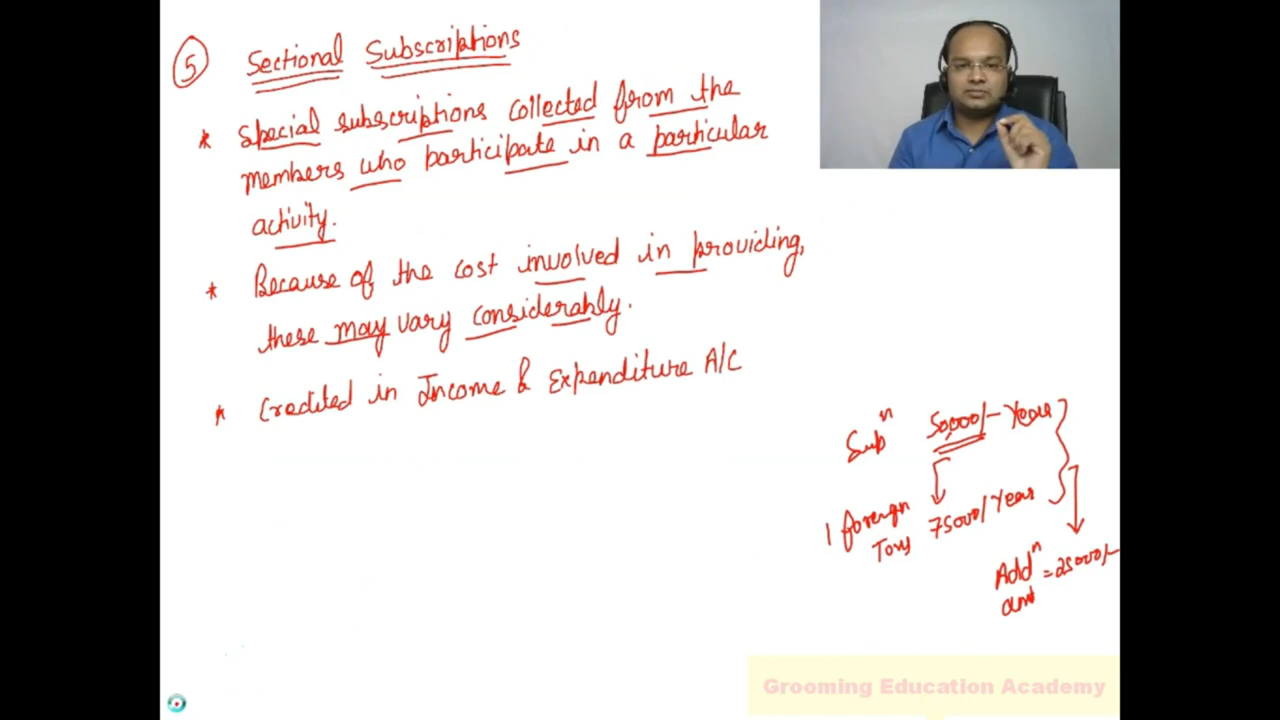 5 Sectional Subscriptions
* Special subscriptions collected from the
members who participate in a particular
activity.
* Because of the cost involved in providing,
these may vary considerably.
* Credited in Income & Expenditure A/C
Subⁿ 50,000/- Year
1 foreign 75000/Year
Tour
Addⁿ = 25000/-
amt
Grooming Education Academy